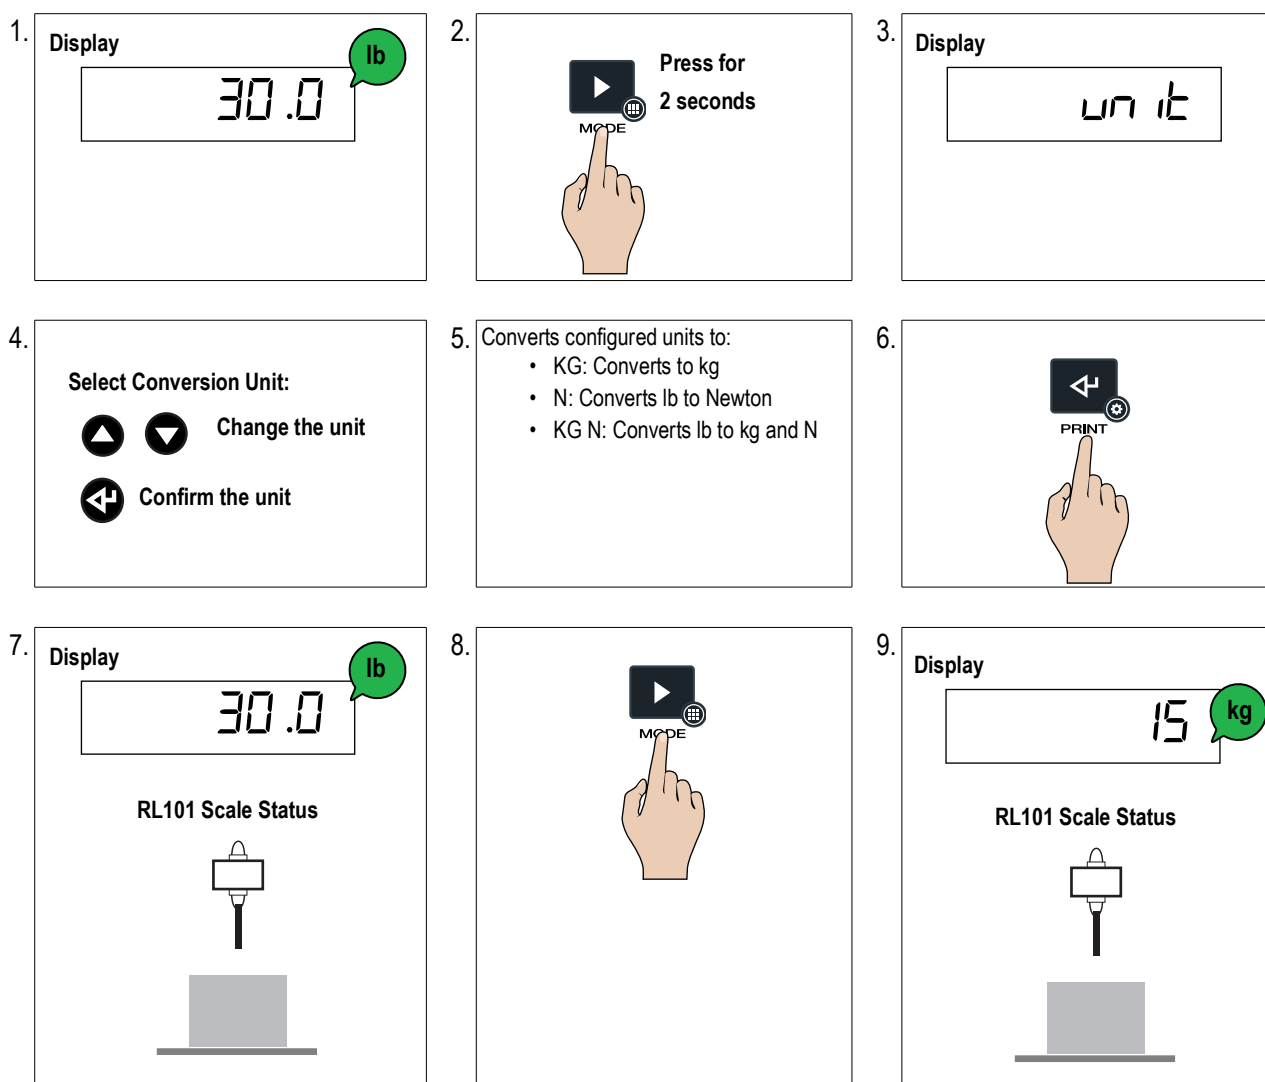 1.
Display
lb
30.0
2.
Press for
2 seconds
MODE
3.
Display
unit
4.
Select Conversion Unit:
Change the unit
Confirm the unit
5.
Converts configured units to:
• KG: Converts to kg
• N: Converts lb to Newton
• KG N: Converts lb to kg and N
6.
PRINT
7.
Display
lb
30.0
RL101 Scale Status
8.
MODE
9.
Display
15
kg
RL101 Scale Status